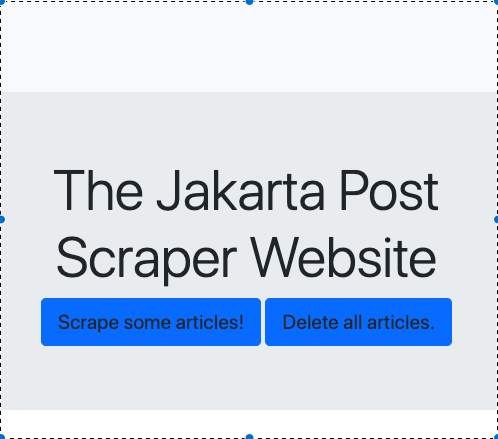 The Jakarta Post
Scraper Website
Scrape some articles!
Delete all articles.